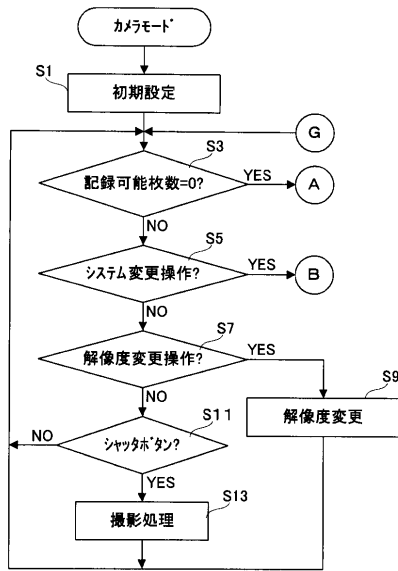 カメラモード
S1
初期設定
G
S3
記録可能枚数=0?
YES
A
NO
S5
システム変更操作?
YES
B
NO
S7
解像度変更操作?
YES
S9
解像度変更
NO
S11
シャッタボタン?
NO
YES
S13
撮影処理